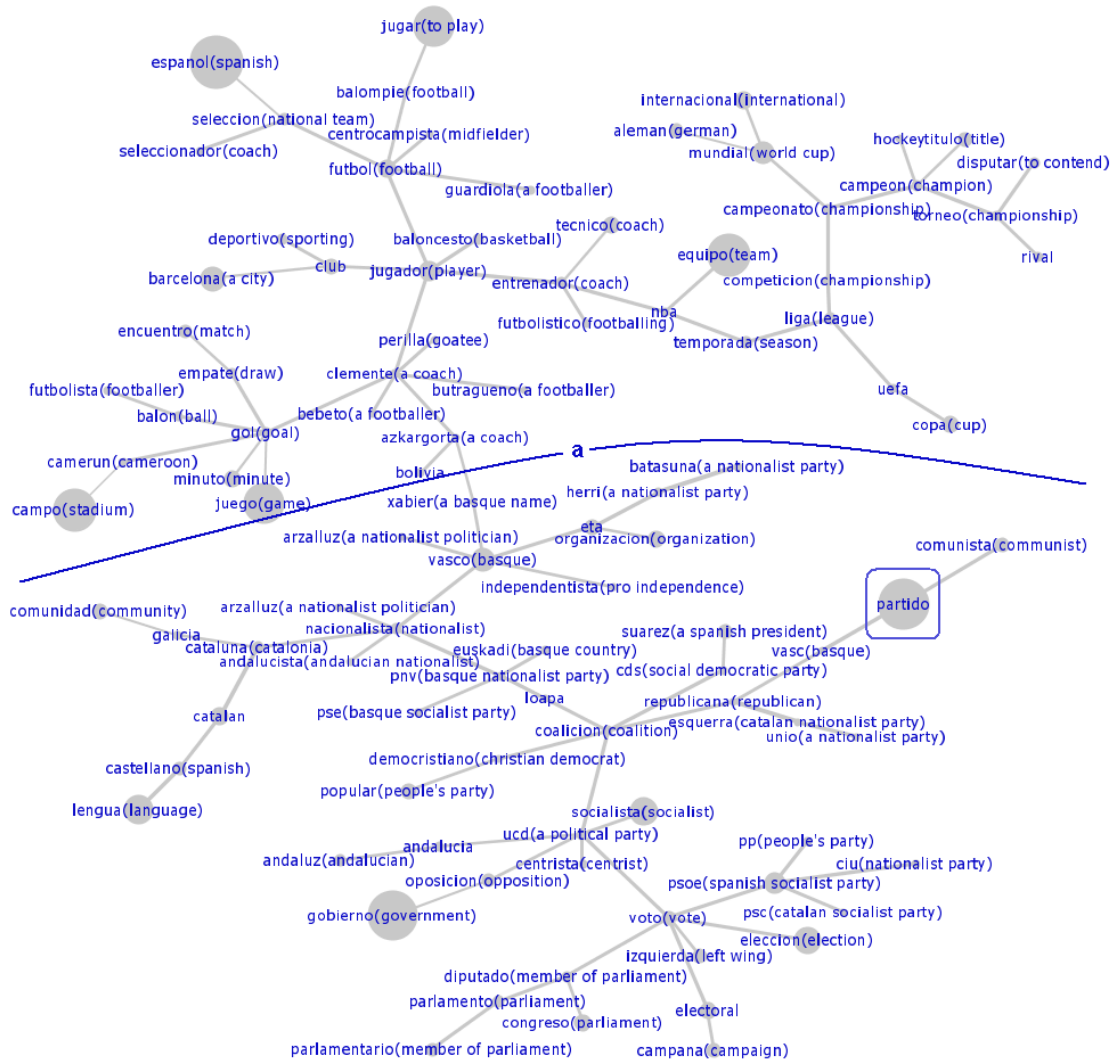 jugar(to play)
espanol(spanish)
balompie(football)
internacional(international)
seleccion(national team)
centrocampista(midfielder)
aleman(german)
hockeytitulo(title)
seleccionador(coach)
mundial(world cup)
disputar(to contend)
futbol(football)
guardiola(a footballer)
campeon(champion)
tecnico(coach)
campeonato(championship)
torneo(championship)
deportivo(sporting)
baloncesto(basketball)
equipo(team)
rival
barcelona(a city)
club
jugador(player)
entrenador(coach)
competicion(championship)
nba
encuentro(match)
futbolistico(footballing)
liga(league)
perilla(goatee)
temporada(season)
empate(draw)
clemente(a coach)
futbolista(footballer)
butragueno(a footballer)
uefa
balon(ball)
bebeto(a footballer)
gol(goal)
azkargorta(a coach)
copa(cup)
a
camerun(cameroon)
bolivia
batasuna(a nationalist party)
minuto(minute)
herri(a nationalist party)
campo(stadium)
juego(game)
xabier(a basque name)
eta
arzalluz(a nationalist politician)
organizacion(organization)
comunista(communist)
vasco(basque)
independentista(pro independence)
partido
comunidad(community)
arzalluz(a nationalist politician)
galicia
nacionalista(nationalist)
suarez(a spanish president)
cataluna(catalonia)
euskadi(basque country)
vasc(basque)
andalucista(andalucian nationalist)
pnv(basque nationalist party)
cds(social democratic party)
loapa
republicana(republican)
catalan
pse(basque socialist party)
esquerra(catalan nationalist party)
coalicion(coalition)
unio(a nationalist party)
castellano(spanish)
democristiano(christian democrat)
popular(people's party)
lengua(language)
socialista(socialist)
ucd(a political party)
pp(people's party)
andalucia
andaluz(andalucian)
centrista(centrist)
ciu(nationalist party)
oposicion(opposition)
psoe(spanish socialist party)
gobierno(government)
voto(vote)
psc(catalan socialist party)
eleccion(election)
izquierda(left wing)
diputado(member of parliament)
parlamento(parliament)
electoral
congreso(parliament)
parlamentario(member of parliament)
campana(campaign)